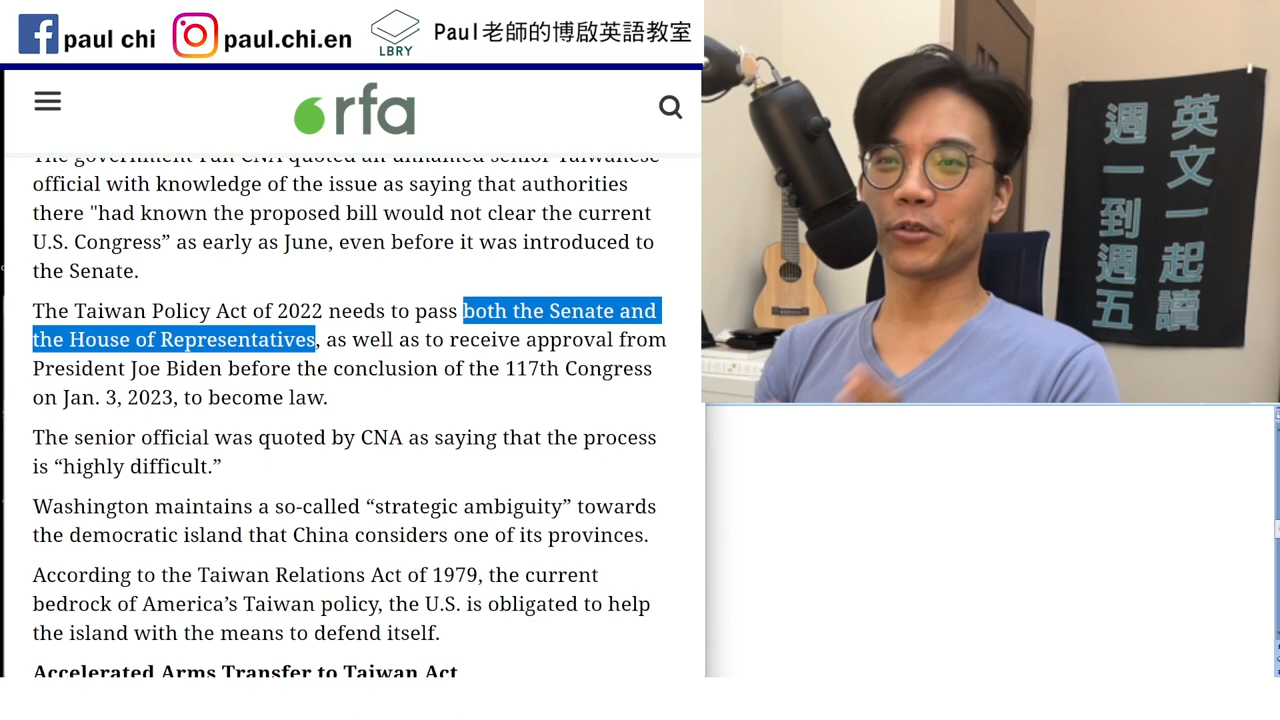 paul chi
paul.chi.en
LBRY
Paul老師的博啟英語教室
rfa
The government-run CNA quoted an unnamed senior Taiwanese
official with knowledge of the issue as saying that authorities
there "had known the proposed bill would not clear the current
U.S. Congress” as early as June, even before it was introduced to
the Senate.
The Taiwan Policy Act of 2022 needs to pass both the Senate and
the House of Representatives, as well as to receive approval from
President Joe Biden before the conclusion of the 117th Congress
on Jan. 3, 2023, to become law.
The senior official was quoted by CNA as saying that the process
is “highly difficult.”
Washington maintains a so-called “strategic ambiguity” towards
the democratic island that China considers one of its provinces.
According to the Taiwan Relations Act of 1979, the current
bedrock of America’s Taiwan policy, the U.S. is obligated to help
the island with the means to defend itself.
Accelerated Arms Transfer to Taiwan Act
英文一起讀
週一到週五